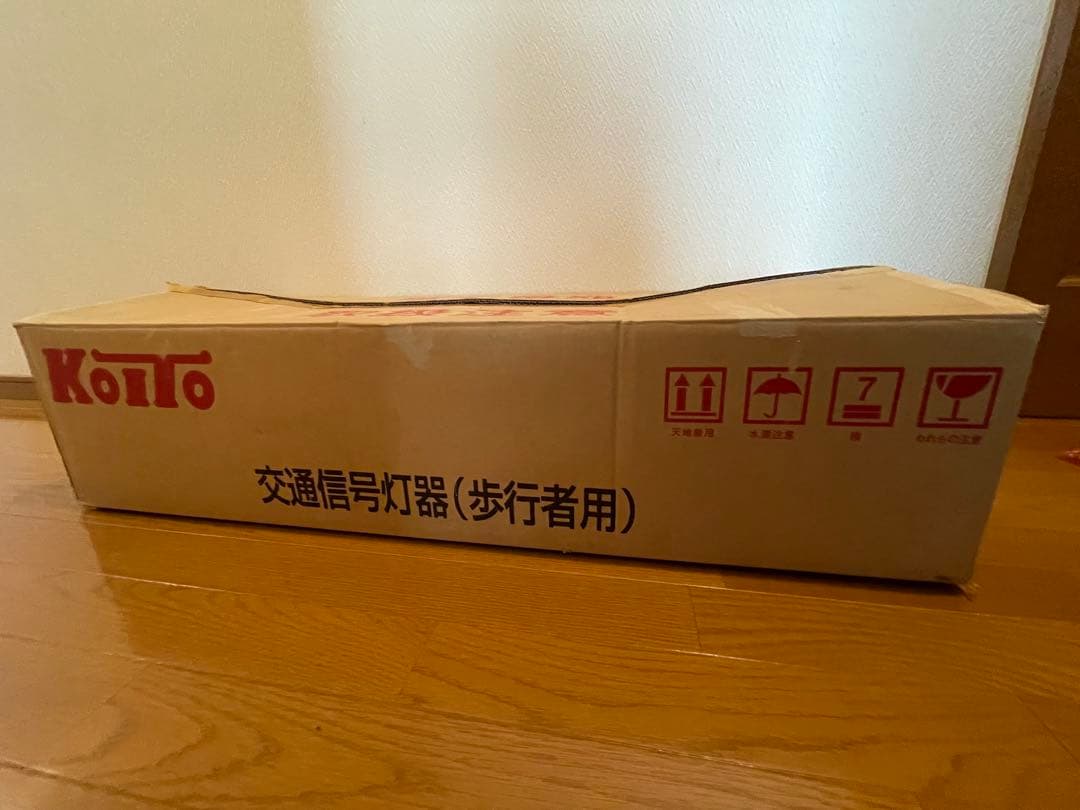 KOITO
交通信号灯器(歩行者用)
7
天地無用
水濡注意
われもの注意